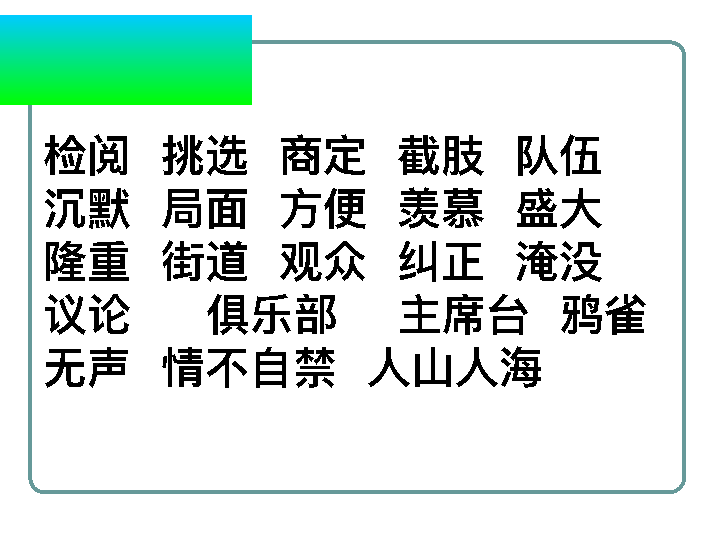 检阅 挑选 商定 截肢 队伍
沉默 局面 方便 羡慕 盛大
隆重 街道 观众 纠正 淹没
议论 俱乐部 主席台 鸦雀
无声 情不自禁 人山人海